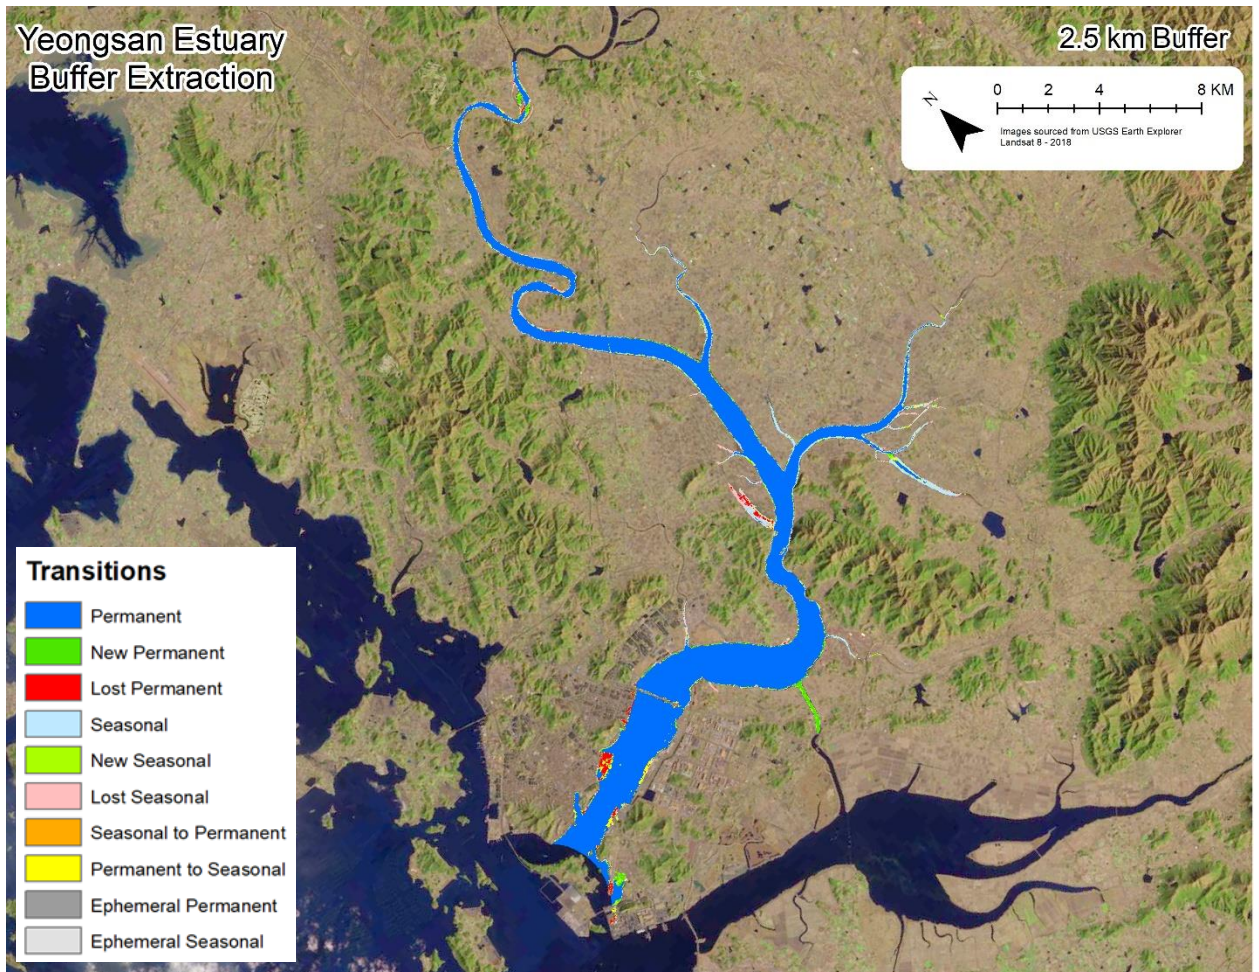 Yeongsan Estuary
Buffer Extraction
2.5 km Buffer
N
0 2 4 8 KM
Images sourced from USGS Earth Explorer
Landsat 8 - 2018
Transitions
Permanent
New Permanent
Lost Permanent
Seasonal
New Seasonal
Lost Seasonal
Seasonal to Permanent
Permanent to Seasonal
Ephemeral Permanent
Ephemeral Seasonal